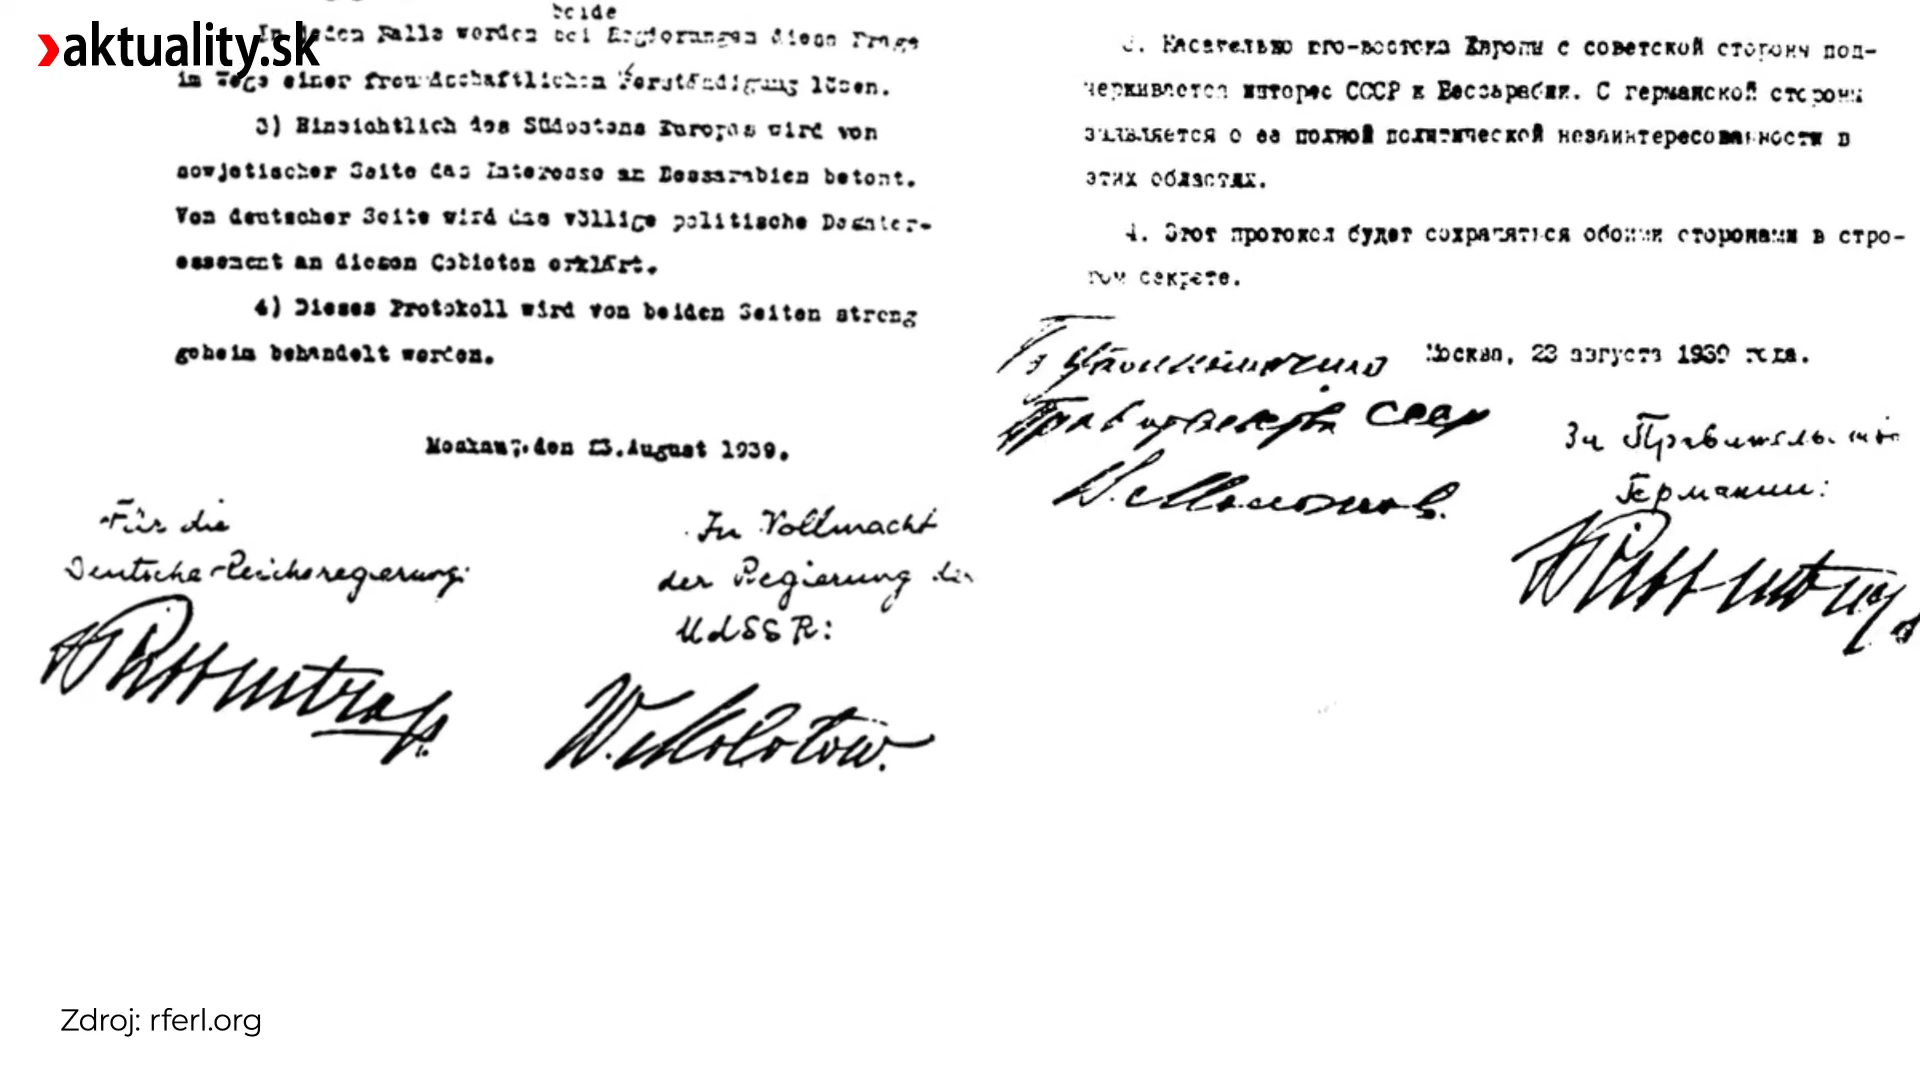 aktuality.sk
beide
In jeden Falle werden bei Regierungen diese Frage
im Wege einer freundschaftlichen Verständigung lösen.
3) Hinsichtlich des Südostens Europas wird von
sowjetischer Seite das Interesse an Bessarabien betont.
Von deutscher Seite wird das völlige politische Desinter-
essement an diesen Gebieten erklärt.
4) Dieses Protokoll wird von beiden Seiten streng
geheim behandelt werden.
Moskau, den 23. August 1939.
Für die
Deutsche Reichsregierung:
In Vollmacht
der Regierung der
UdSSR:
W. Molotow.
3. Касательно юго-востока Европы с советской стороны под-
черкивается интерес СССР к Бессарабии. С германской стороны
заявляется о ее полной политической незаинтересованности в
этих областях.
4. Этот протокол будет сохраняться обоими сторонами в стро-
гом секрете.
Москва, 23 августа 1939 года.
По уполномочию
Правительства СССР
В. Молотов.
За Правительство
Германии:
Zdroj: rferl.org